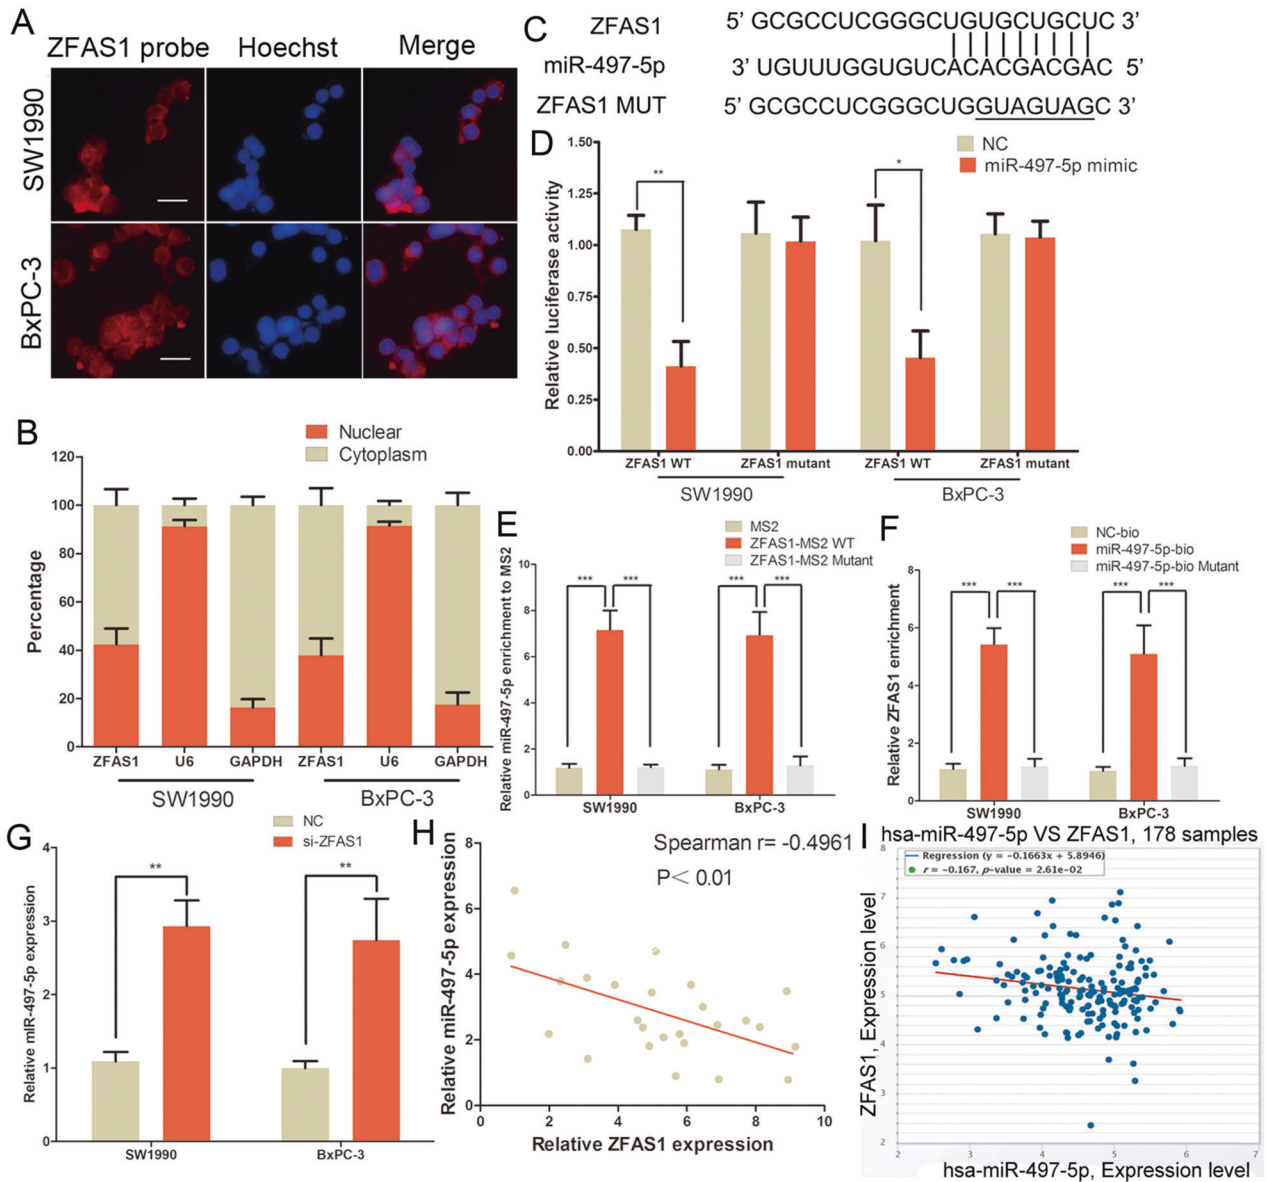 A
ZFAS1 probe Hoechst Merge
SW1990
BxPC-3
B
Nuclear
Cytoplasm
Percentage
120
100
80
60
40
20
0
ZFAS1 U6 GAPDH ZFAS1 U6 GAPDH
SW1990 BxPC-3
C
ZFAS1 5’ GCGCCUCGGGCUGUGCUGCUC 3’
miR-497-5p 3’ UGUUUGGUGUCACACGACGAC 5’
ZFAS1 MUT 5’ GCGCCUCGGGCUGGUAGUAGC 3’
D
NC
miR-497-5p mimic
Relative luciferase activity
1.50
1.25
1.00
0.75
0.50
0.25
0.00
** *
ZFAS1 WT ZFAS1 mutant ZFAS1 WT ZFAS1 mutant
SW1990 BxPC-3
E
MS2
ZFAS1-MS2 WT
ZFAS1-MS2 Mutant
Relative miR-497-5p enrichment to MS2
10
8
6
4
2
0
*** *** *** ***
SW1990 BxPC-3
F
NC-bio
miR-497-5p-bio
miR-497-5p-bio Mutant
Relative ZFAS1 enrichment
8
6
4
2
0
*** *** *** ***
SW1990 BxPC-3
G
NC
si-ZFAS1
Relative miR-497-5p expression
4
3
2
1
0
** **
SW1990 BxPC-3
H
Spearman r= -0.4961
P< 0.01
Relative miR-497-5p expression
8
6
4
2
0
0 2 4 6 8 10
Relative ZFAS1 expression
I
hsa-miR-497-5p VS ZFAS1, 178 samples
Regression (y = −0.1663x + 5.8946)
r = −0.167, p-value = 2.61e-02
ZFAS1, Expression level
8
7
6
5
4
3
2
2 3 4 5 6 7
hsa-miR-497-5p, Expression level